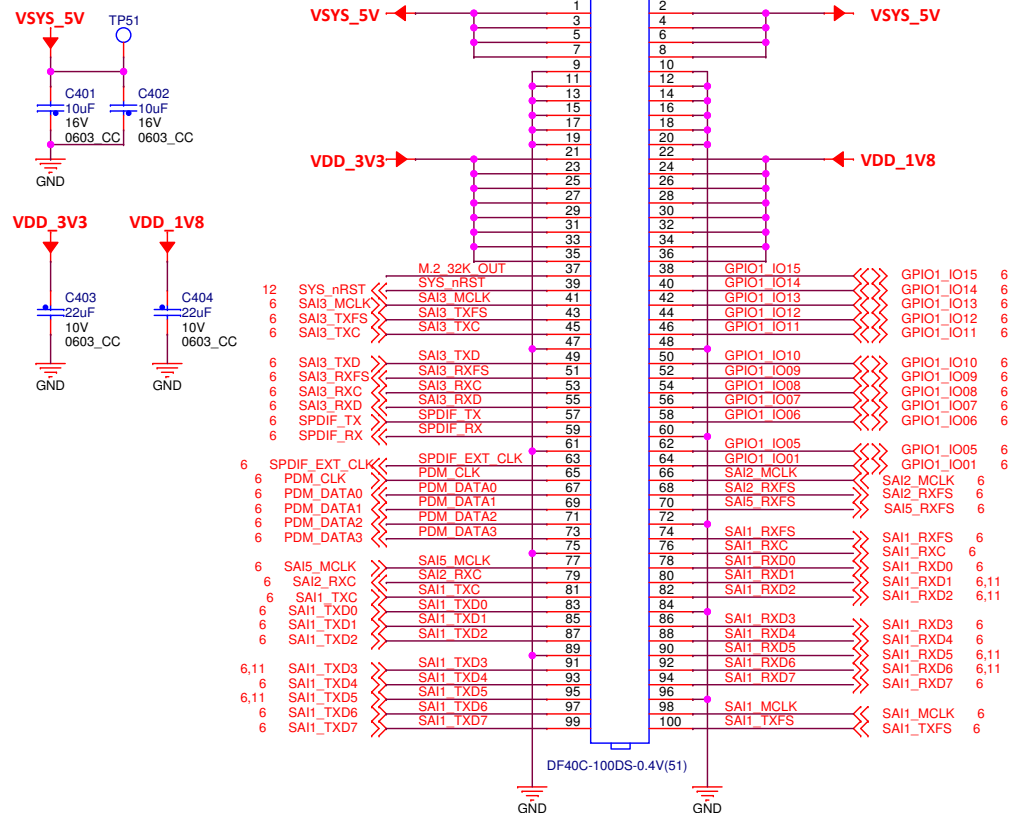 VSYS_5V TP51
C401 C402
10uF 10uF
16V 16V
0603_CC 0603_CC
GND
VDD_3V3 VDD_1V8
C403 C404
22uF 22uF
10V 10V
0603_CC 0603_CC
GND GND
VSYS_5V 1 2 VSYS_5V
3 4
5 6
7 8
9 10
11 12
13 14
15 16
17 18
19 20
VDD_3V3 21 22 VDD_1V8
23 24
25 26
27 28
29 30
31 32
33 34
35 36
M.2_32K_OUT 37 38 GPIO1_IO15 GPIO1_IO15 6
12 SYS_nRST SYS_nRST 39 40 GPIO1_IO14 GPIO1_IO14 6
6 SAI3_MCLK SAI3_MCLK 41 42 GPIO1_IO13 GPIO1_IO13 6
6 SAI3_TXFS SAI3_TXFS 43 44 GPIO1_IO12 GPIO1_IO12 6
6 SAI3_TXC SAI3_TXC 45 46 GPIO1_IO11 GPIO1_IO11 6
47 48
6 SAI3_TXD SAI3_TXD 49 50 GPIO1_IO10 GPIO1_IO10 6
6 SAI3_RXFS SAI3_RXFS 51 52 GPIO1_IO09 GPIO1_IO09 6
6 SAI3_RXC SAI3_RXC 53 54 GPIO1_IO08 GPIO1_IO08 6
6 SAI3_RXD SAI3_RXD 55 56 GPIO1_IO07 GPIO1_IO07 6
6 SPDIF_TX SPDIF_TX 57 58 GPIO1_IO06 GPIO1_IO06 6
6 SPDIF_RX SPDIF_RX 59 60
61 62 GPIO1_IO05 GPIO1_IO05 6
6 SPDIF_EXT_CLK SPDIF_EXT_CLK 63 64 GPIO1_IO01 GPIO1_IO01 6
6 PDM_CLK PDM_CLK 65 66 SAI2_MCLK SAI2_MCLK 6
6 PDM_DATA0 PDM_DATA0 67 68 SAI2_RXFS SAI2_RXFS 6
6 PDM_DATA1 PDM_DATA1 69 70 SAI5_RXFS SAI5_RXFS 6
6 PDM_DATA2 PDM_DATA2 71 72
6 PDM_DATA3 PDM_DATA3 73 74 SAI1_RXFS SAI1_RXFS 6
75 76 SAI1_RXC SAI1_RXC 6
6 SAI5_MCLK SAI5_MCLK 77 78 SAI1_RXD0 SAI1_RXD0 6
6 SAI2_RXC SAI2_RXC 79 80 SAI1_RXD1 SAI1_RXD1 6,11
6 SAI1_TXC SAI1_TXC 81 82 SAI1_RXD2 SAI1_RXD2 6,11
6 SAI1_TXD0 SAI1_TXD0 83 84
6 SAI1_TXD1 SAI1_TXD1 85 86 SAI1_RXD3 SAI1_RXD3 6
6 SAI1_TXD2 SAI1_TXD2 87 88 SAI1_RXD4 SAI1_RXD4 6
89 90 SAI1_RXD5 SAI1_RXD5 6,11
6,11 SAI1_TXD3 SAI1_TXD3 91 92 SAI1_RXD6 SAI1_RXD6 6,11
6 SAI1_TXD4 SAI1_TXD4 93 94 SAI1_RXD7 SAI1_RXD7 6
6,11 SAI1_TXD5 SAI1_TXD5 95 96
6 SAI1_TXD6 SAI1_TXD6 97 98 SAI1_MCLK SAI1_MCLK 6
6 SAI1_TXD7 SAI1_TXD7 99 100 SAI1_TXFS SAI1_TXFS 6
DF40C-100DS-0.4V(51)
GND GND